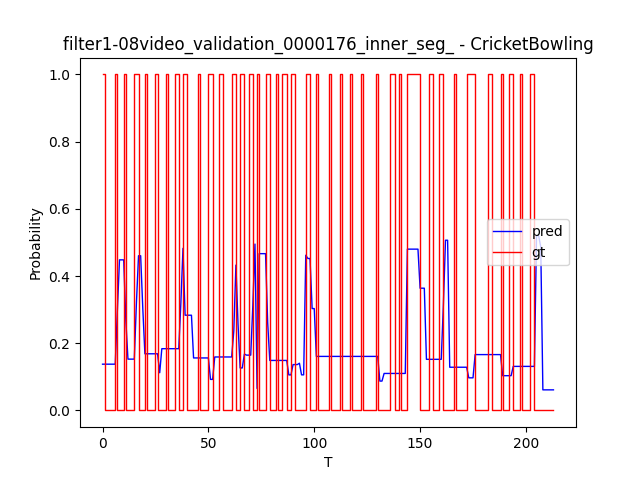 filter1-08video_validation_0000176_inner_seg_ - CricketBowling
1.0
0.8
0.6
0.4
0.2
0.0
Probability
pred
gt
0
50
100
150
200
T